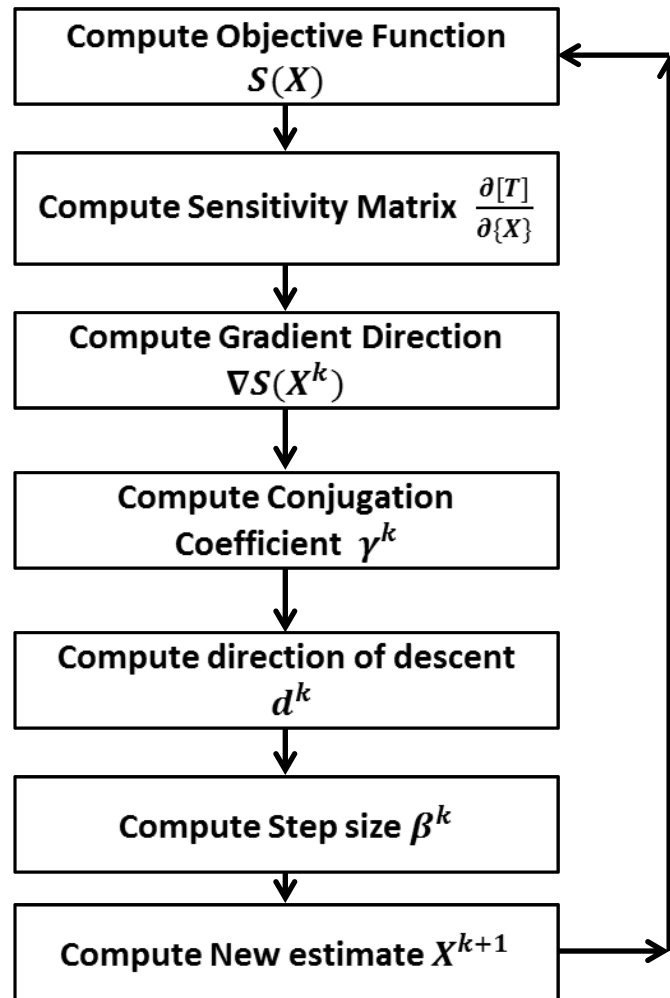 Compute Objective Function
S(X)
Compute Sensitivity Matrix ∂[T]/∂{X}
Compute Gradient Direction
∇S(X^k)
Compute Conjugation
Coefficient γ^k
Compute direction of descent
d^k
Compute Step size β^k
Compute New estimate X^{k+1}